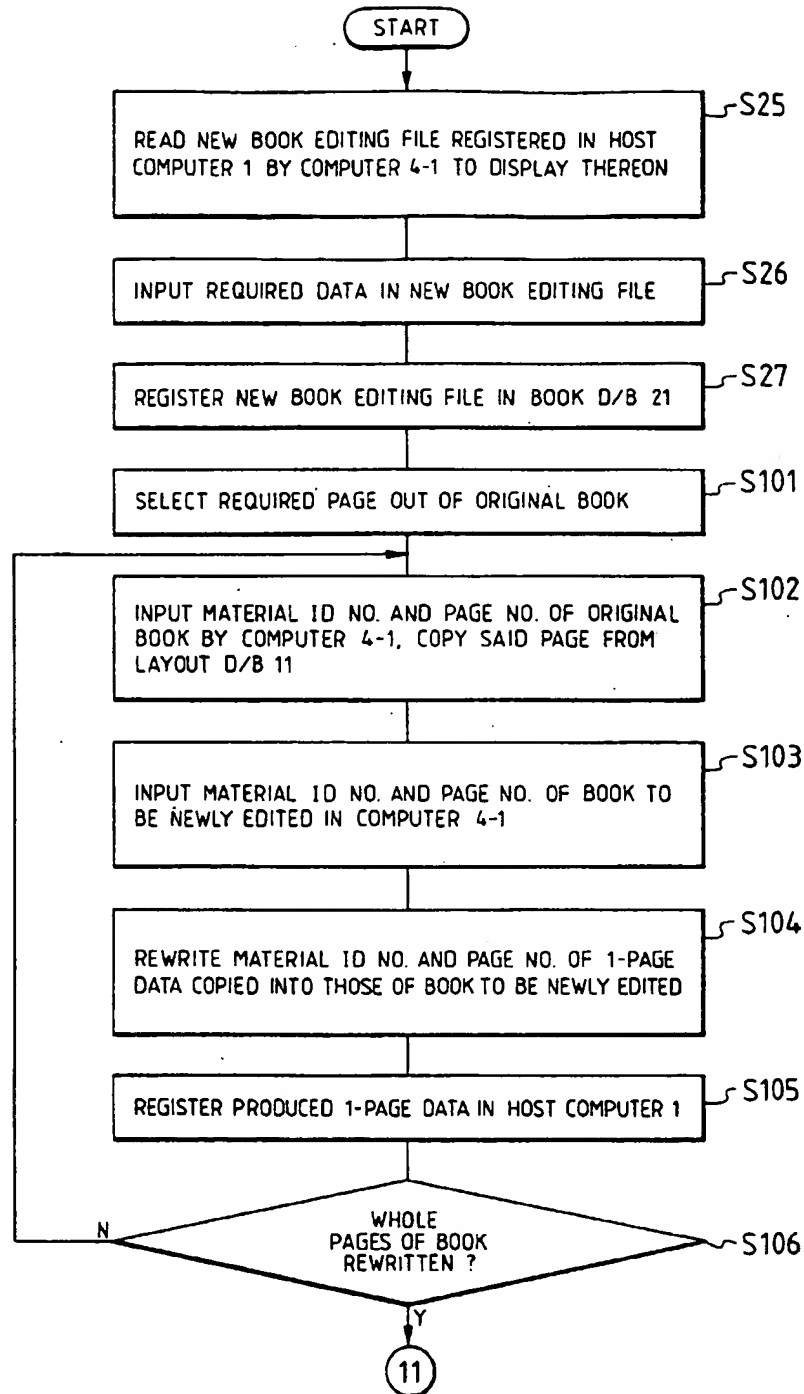 START
S25
READ NEW BOOK EDITING FILE REGISTERED IN HOST
COMPUTER 1 BY COMPUTER 4-1 TO DISPLAY THEREON
S26
INPUT REQUIRED DATA IN NEW BOOK EDITING FILE
S27
REGISTER NEW BOOK EDITING FILE IN BOOK D/B 21
S101
SELECT REQUIRED PAGE OUT OF ORIGINAL BOOK
S102
INPUT MATERIAL ID NO. AND PAGE NO. OF ORIGINAL
BOOK BY COMPUTER 4-1, COPY SAID PAGE FROM
LAYOUT D/B 11
S103
INPUT MATERIAL ID NO. AND PAGE NO. OF BOOK TO
BE NEWLY EDITED IN COMPUTER 4-1
S104
REWRITE MATERIAL ID NO. AND PAGE NO. OF 1-PAGE
DATA COPIED INTO THOSE OF BOOK TO BE NEWLY EDITED
S105
REGISTER PRODUCED 1-PAGE DATA IN HOST COMPUTER 1
N
WHOLE
PAGES OF BOOK
REWRITTEN ?
S106
Y
11